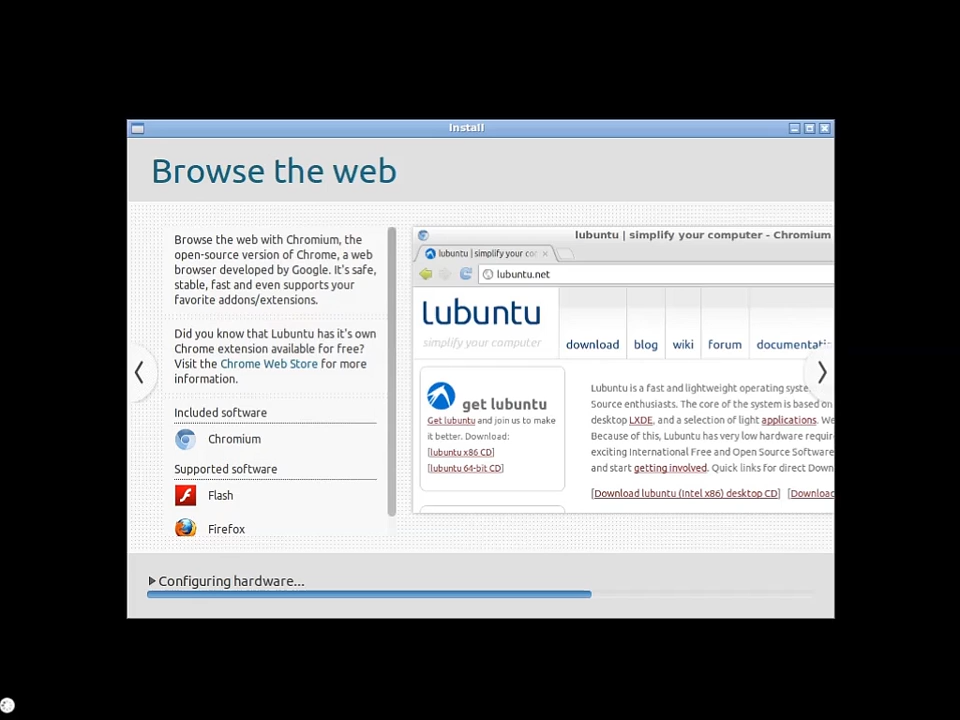 Install
Browse the web
Browse the web with Chromium, the
open-source version of Chrome, a web
browser developed by Google. It's safe,
stable, fast and even supports your
favorite addons/extensions.
Did you know that Lubuntu has it's own
Chrome extension available for free?
Visit the Chrome Web Store for more
information.
Included software
Chromium
Supported software
Flash
Firefox
lubuntu | simplify your computer - Chromium
lubuntu | simplify your co
lubuntu.net
lubuntu
simplify your computer
download blog wiki forum documentati
get lubuntu
Get lubuntu and join us to make
it better. Download:
[lubuntu x86 CD]
[lubuntu 64-bit CD]
Lubuntu is a fast and lightweight operating syste
Source enthusiasts. The core of the system is based on
desktop LXDE, and a selection of light applications. We
Because of this, Lubuntu has very low hardware requir
exciting International Free and Open Source Software
and start getting involved. Quick links for direct Down
[Download lubuntu (Intel x86) desktop CD] [Download
Configuring hardware...